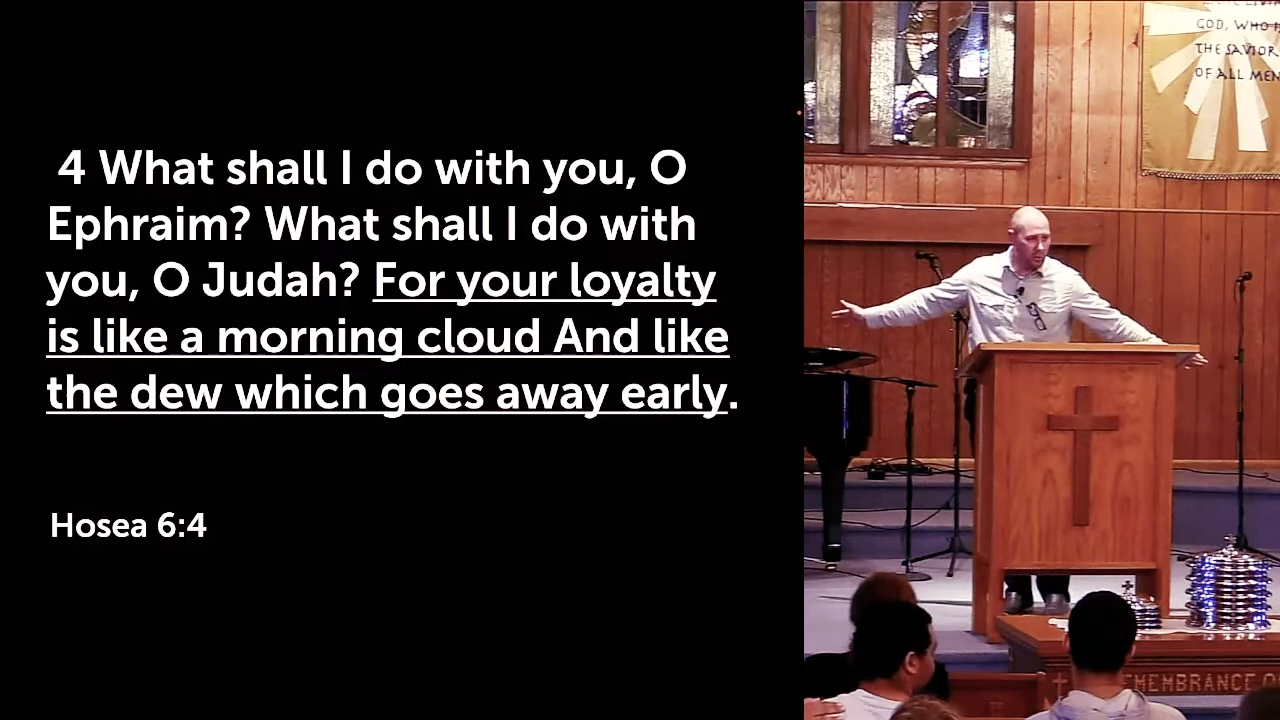 4 What shall I do with you, O
Ephraim? What shall I do with
you, O Judah? For your loyalty
is like a morning cloud And like
the dew which goes away early.
Hosea 6:4
GOD, WHO
THE SAVIOR
OF ALL MEN